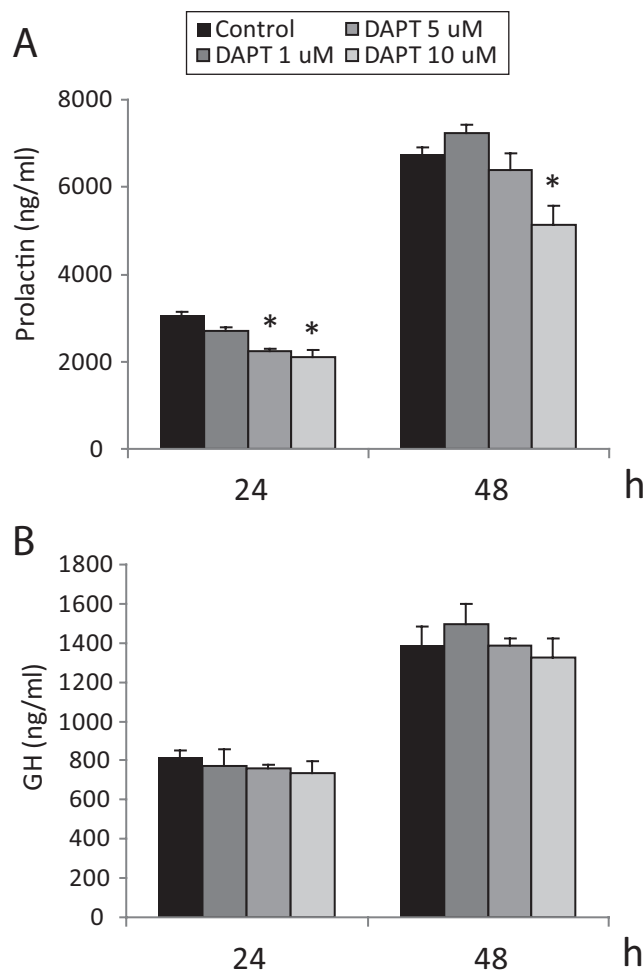 A
Control DAPT 5 uM
DAPT 1 uM DAPT 10 uM
8000
6000
4000
2000
0
Prolactin (ng/ml)
* * *
24 48 h
B
1800
1600
1400
1200
1000
800
600
400
200
0
GH (ng/ml)
24 48 h